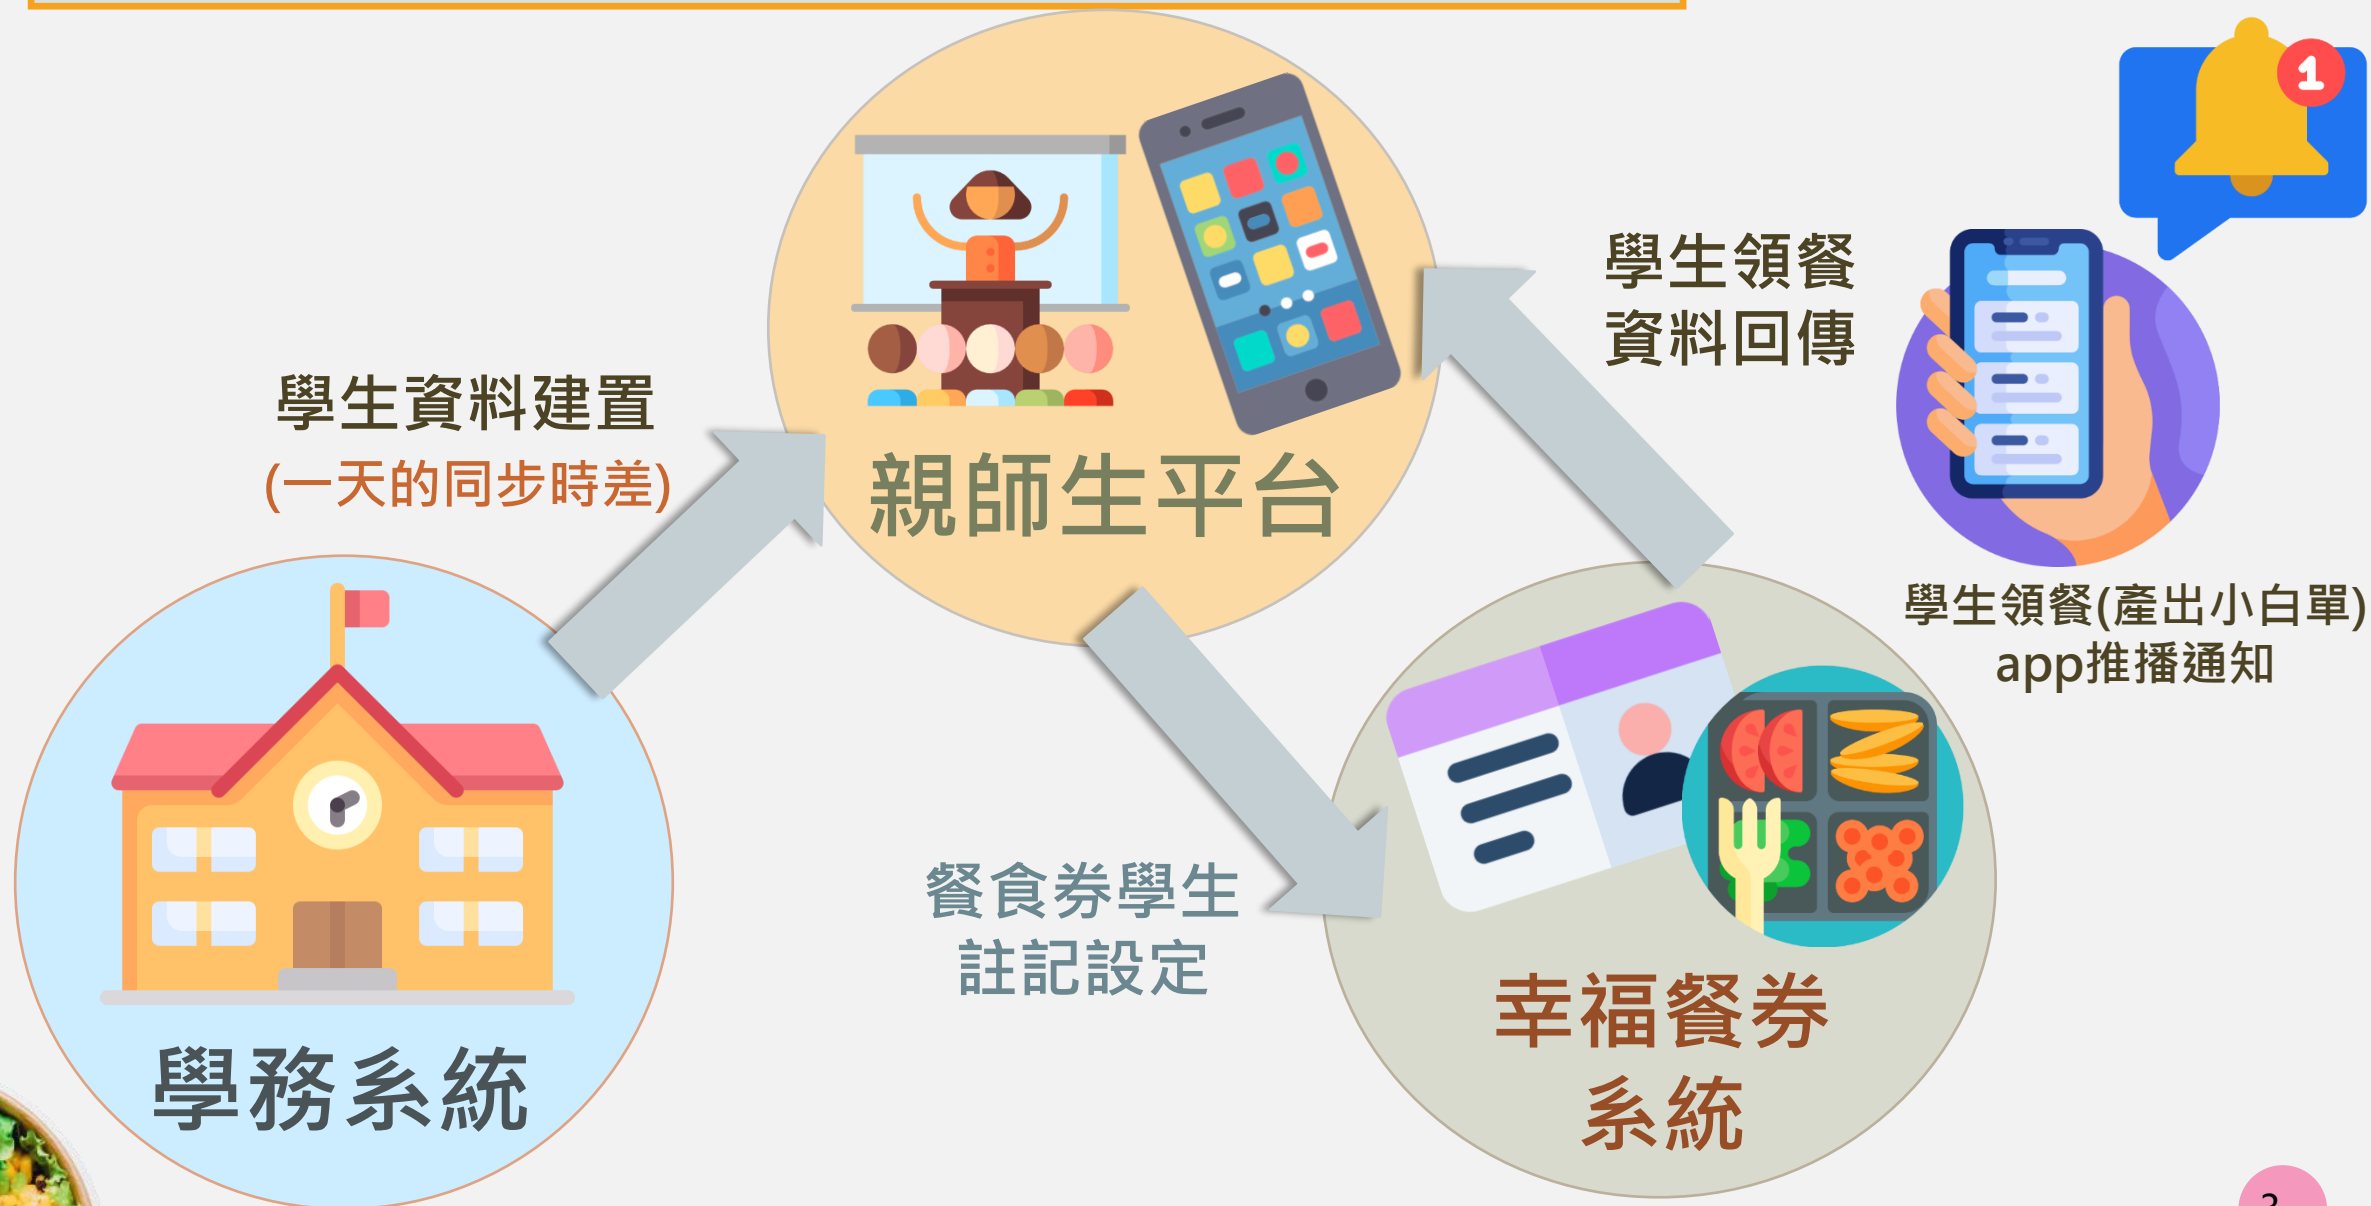 親師生平台
學生資料建置
(一天的同步時差)
學務系統
餐食券學生
註記設定
幸福餐券
系統
學生領餐
資料回傳
1
學生領餐(產出小白單)
app推播通知